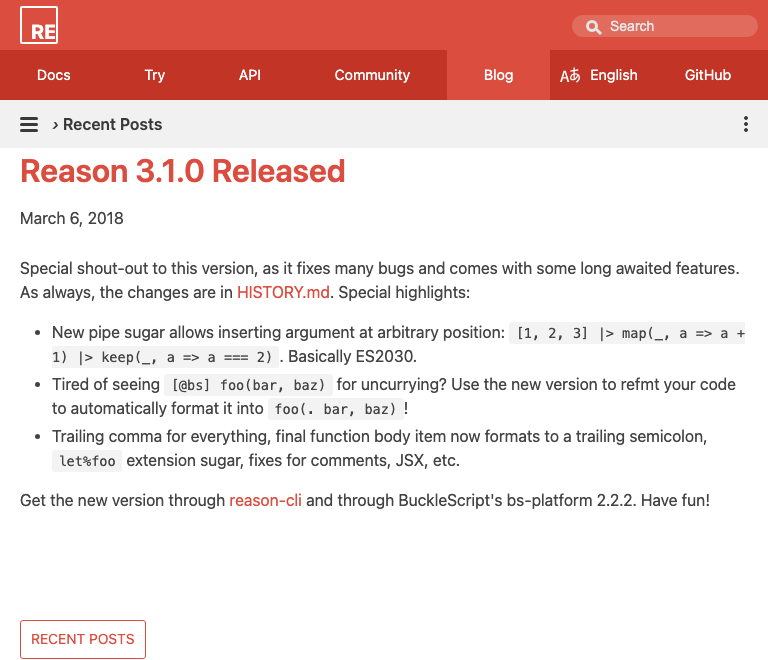 RE
Search
Docs
Try
API
Community
Blog
Aあ English
GitHub
› Recent Posts
Reason 3.1.0 Released
March 6, 2018
Special shout-out to this version, as it fixes many bugs and comes with some long awaited features.
As always, the changes are in HISTORY.md. Special highlights:
• New pipe sugar allows inserting argument at arbitrary position: [1, 2, 3] |> map(_, a => a +
1) |> keep(_, a => a === 2) . Basically ES2030.
• Tired of seeing [@bs] foo(bar, baz) for uncurrying? Use the new version to refmt your code
to automatically format it into foo(. bar, baz) !
• Trailing comma for everything, final function body item now formats to a trailing semicolon,
let%foo extension sugar, fixes for comments, JSX, etc.
Get the new version through reason-cli and through BuckleScript's bs-platform 2.2.2. Have fun!
RECENT POSTS